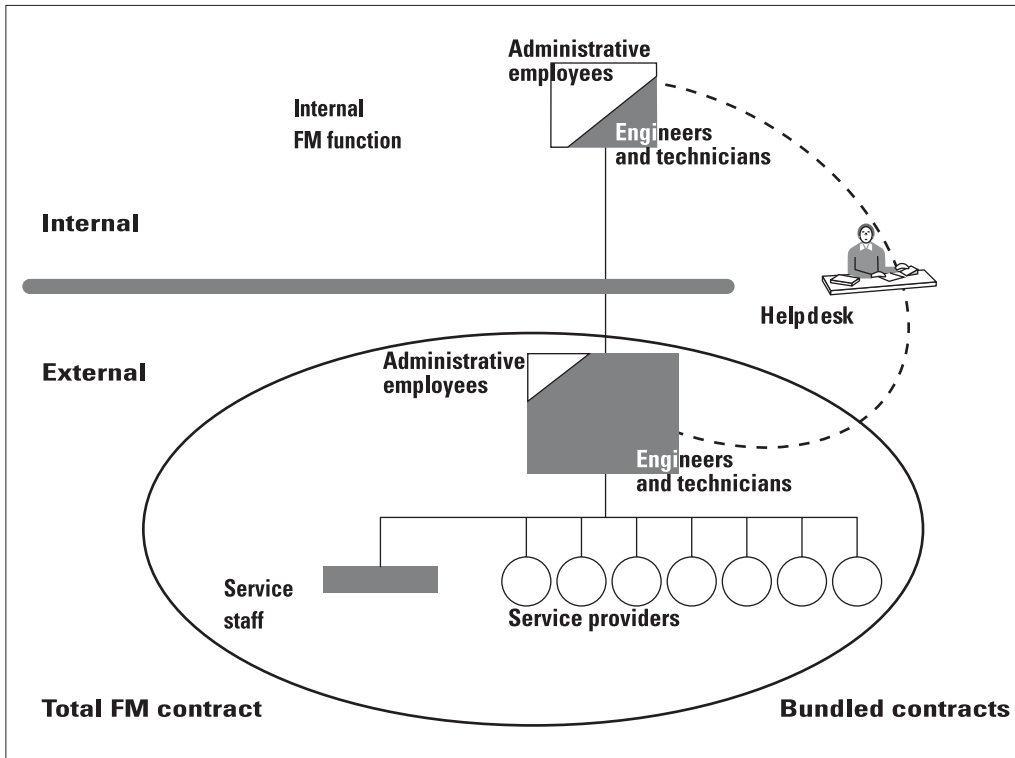 Administrative
employees
Internal
FM function
Engineers
and technicians
Internal
Helpdesk
External
Administrative
employees
Engineers
and technicians
Service
staff
Service providers
Total FM contract
Bundled contracts